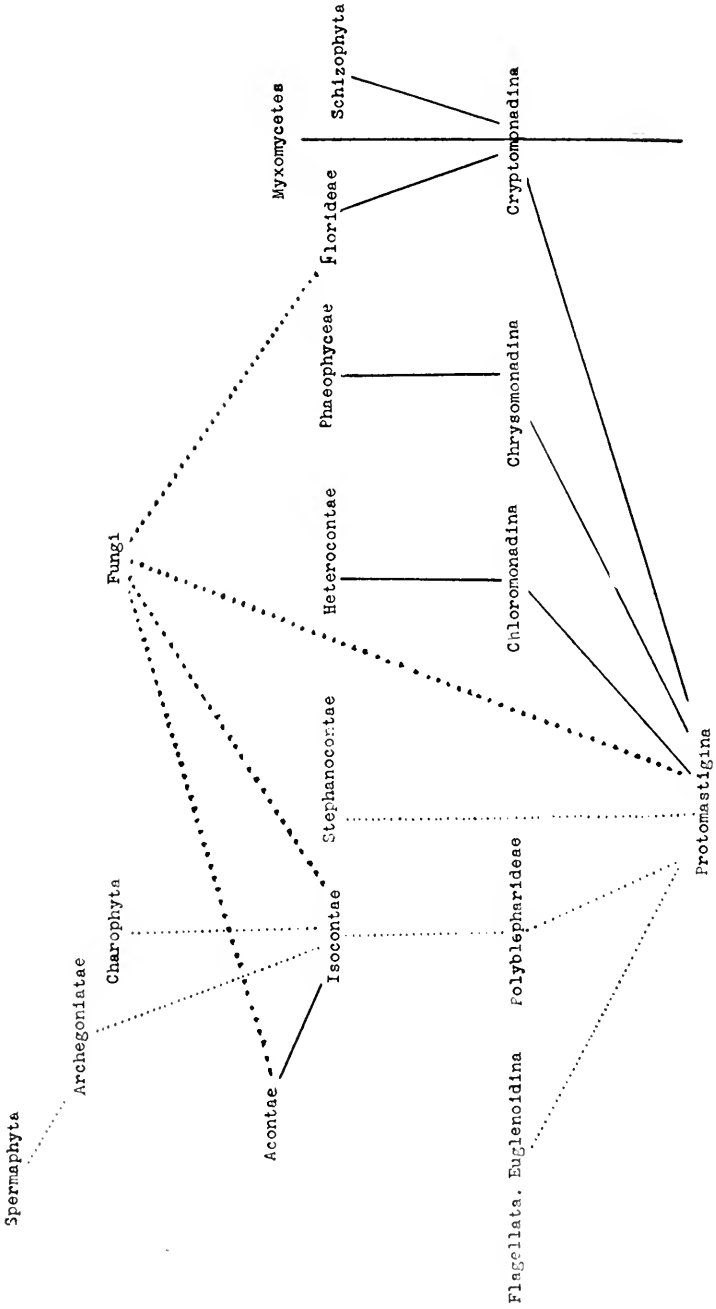 Spermaphyta
Archegoniatae
Charophyta
Fungi
Myxomycetes
Acontae
Isocontae
Stephanocontae
Heterocontae
Phaeophyceae
Florideae
Schizophyta
Flagellata. Euglenoidina
Polyblepharideae
Chloromonadina
Chrysomonadina
Cryptomonadina
Protomastigina